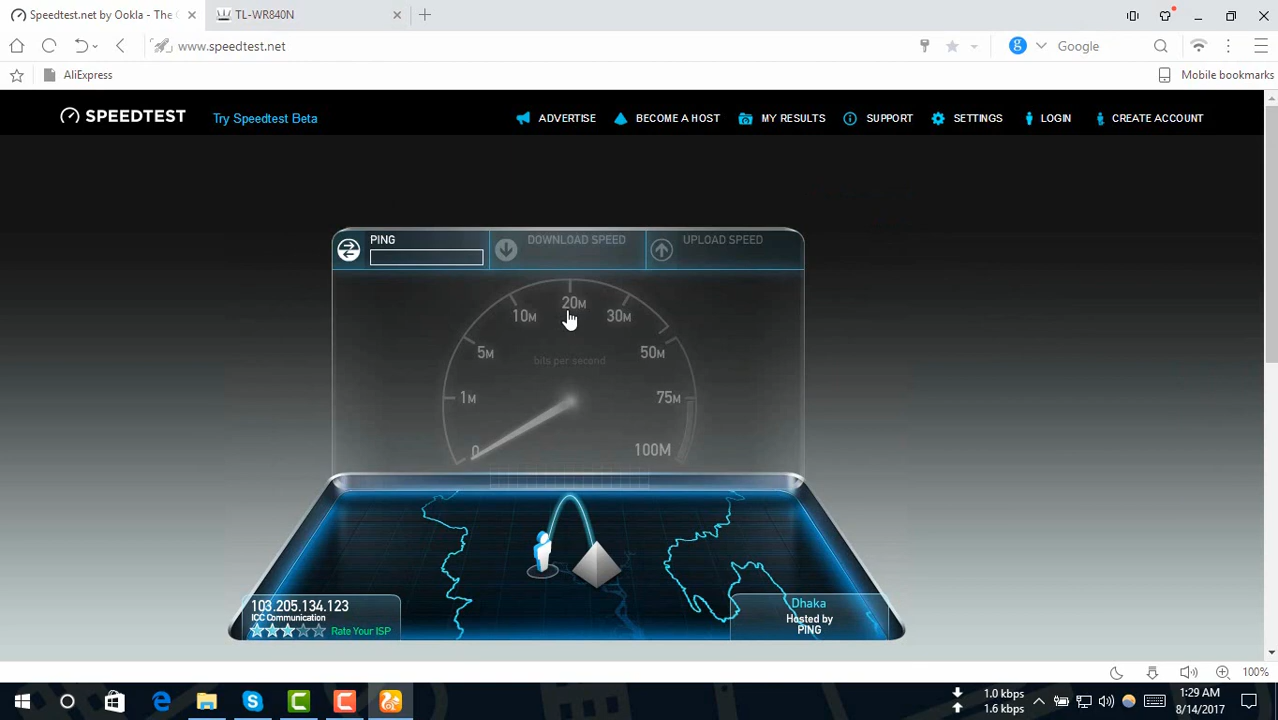 Speedtest.net by Ookla - The
TL-WR840N
www.speedtest.net
Google
AliExpress
Mobile bookmarks
SPEEDTEST
Try Speedtest Beta
ADVERTISE
BECOME A HOST
MY RESULTS
SUPPORT
SETTINGS
LOGIN
CREATE ACCOUNT
PING
DOWNLOAD SPEED
UPLOAD SPEED
20M
10M
30M
5M
50M
bits per second
1M
75M
0
100M
103.205.134.123
ICC Communication
Rate Your ISP
Dhaka
Hosted by
PING
100%
1.0 kbps
1.6 kbps
1:29 AM
8/14/2017